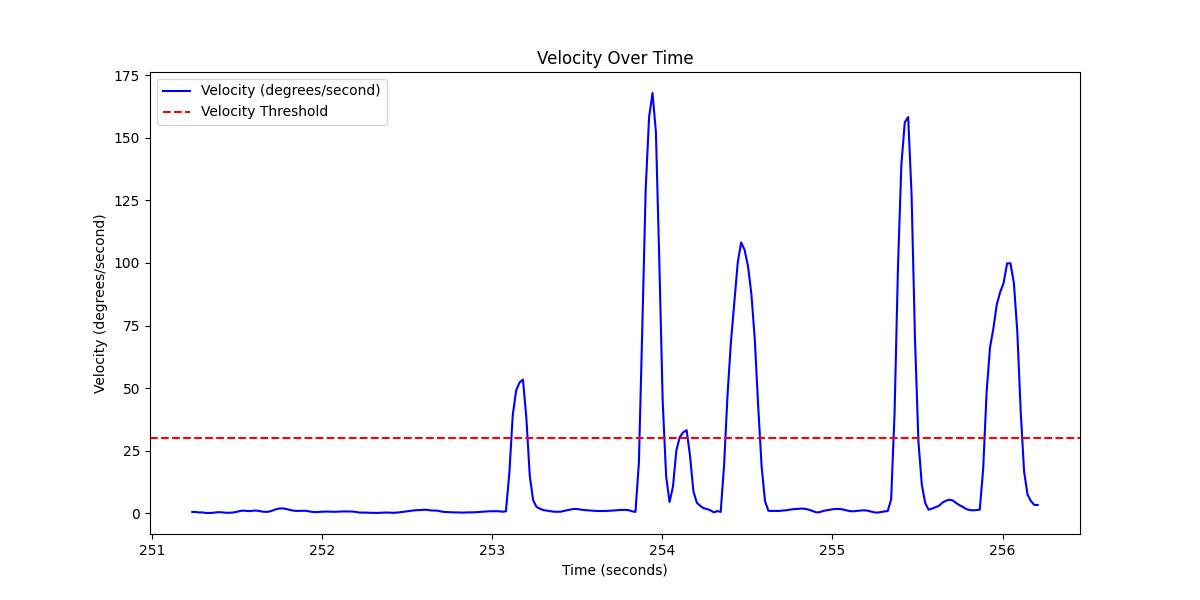 Velocity Over Time
Velocity (degrees/second)
Velocity Threshold
175
150
125
100
75
50
25
0
Velocity (degrees/second)
251 252 253 254 255 256
Time (seconds)